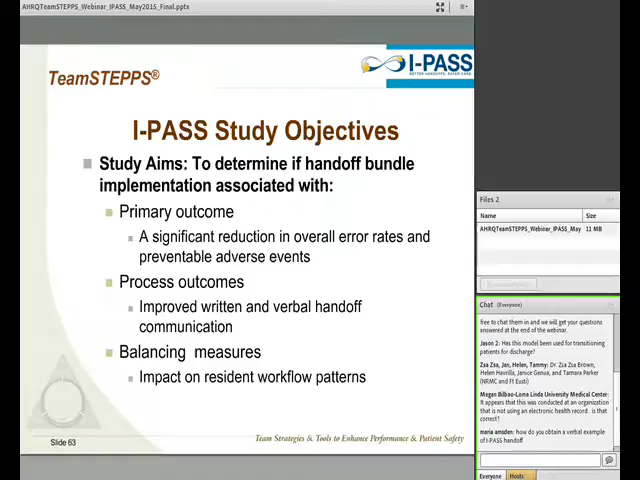 AHRQTeamSTEPPS_Webinar_IPASS_May2015_Final.pptx
TeamSTEPPS®
I-PASS
BETTER HANDOFFS. SAFER CARE.
I-PASS Study Objectives
Study Aims: To determine if handoff bundle
implementation associated with:
Primary outcome
A significant reduction in overall error rates and
preventable adverse events
Process outcomes
Improved written and verbal handoff
communication
Balancing measures
Impact on resident workflow patterns
Slide 63
Team Strategies & Tools to Enhance Performance & Patient Safety
Files 2
Name
Size
AHRQTeamSTEPPS_Webinar_IPASS_May
11 MB
Chat (Everyone)
free to chat them in and we will get your questions
answered at the end of the webinar.
Jason 2: Has this model been used for transitioning
patients for discharge?
Zsa Zsa, Jan, Helen, Tammy: Dr. Zsa Zsa Brown,
Helen Havrilla, Janice Genua, and Tamara Parker
(NRMC and Ft Eusti)
Megan Bilbao-Loma Linda University Medical Center:
It appears that this was conducted at an organization
that is not using an electronic health record. is that
correct?
maria amsden: how do you obtain a verbal example
of I-PASS handoff
Everyone
Hosts